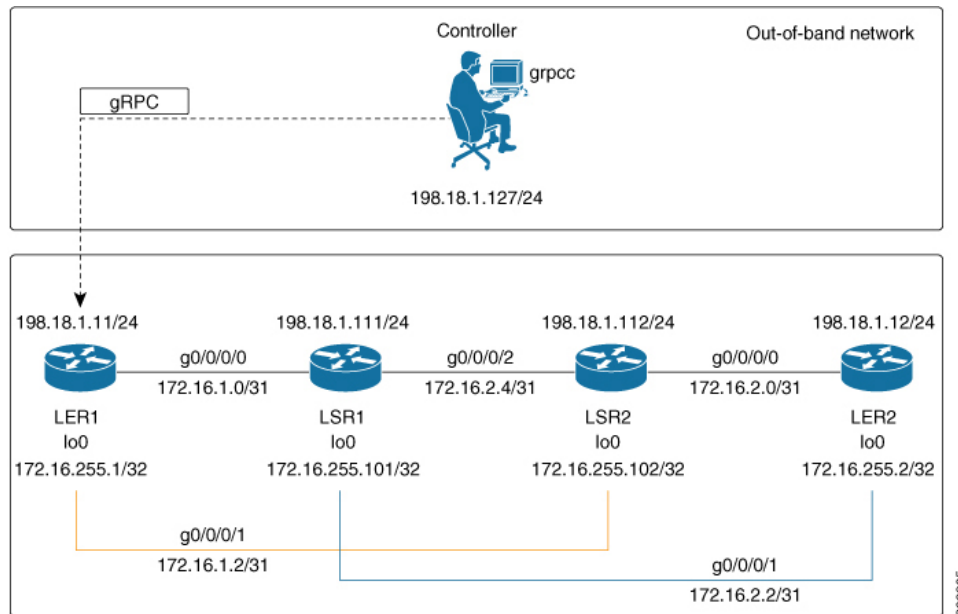 Controller
Out-of-band network
grpcc
gRPC
198.18.1.127/24
198.18.1.11/24
198.18.1.111/24
198.18.1.112/24
198.18.1.12/24
g0/0/0/0
g0/0/0/2
g0/0/0/0
172.16.1.0/31
172.16.2.4/31
172.16.2.0/31
LER1
LSR1
LSR2
LER2
lo0
lo0
lo0
lo0
172.16.255.1/32
172.16.255.101/32
172.16.255.102/32
172.16.255.2/32
g0/0/0/1
172.16.1.2/31
g0/0/0/1
172.16.2.2/31